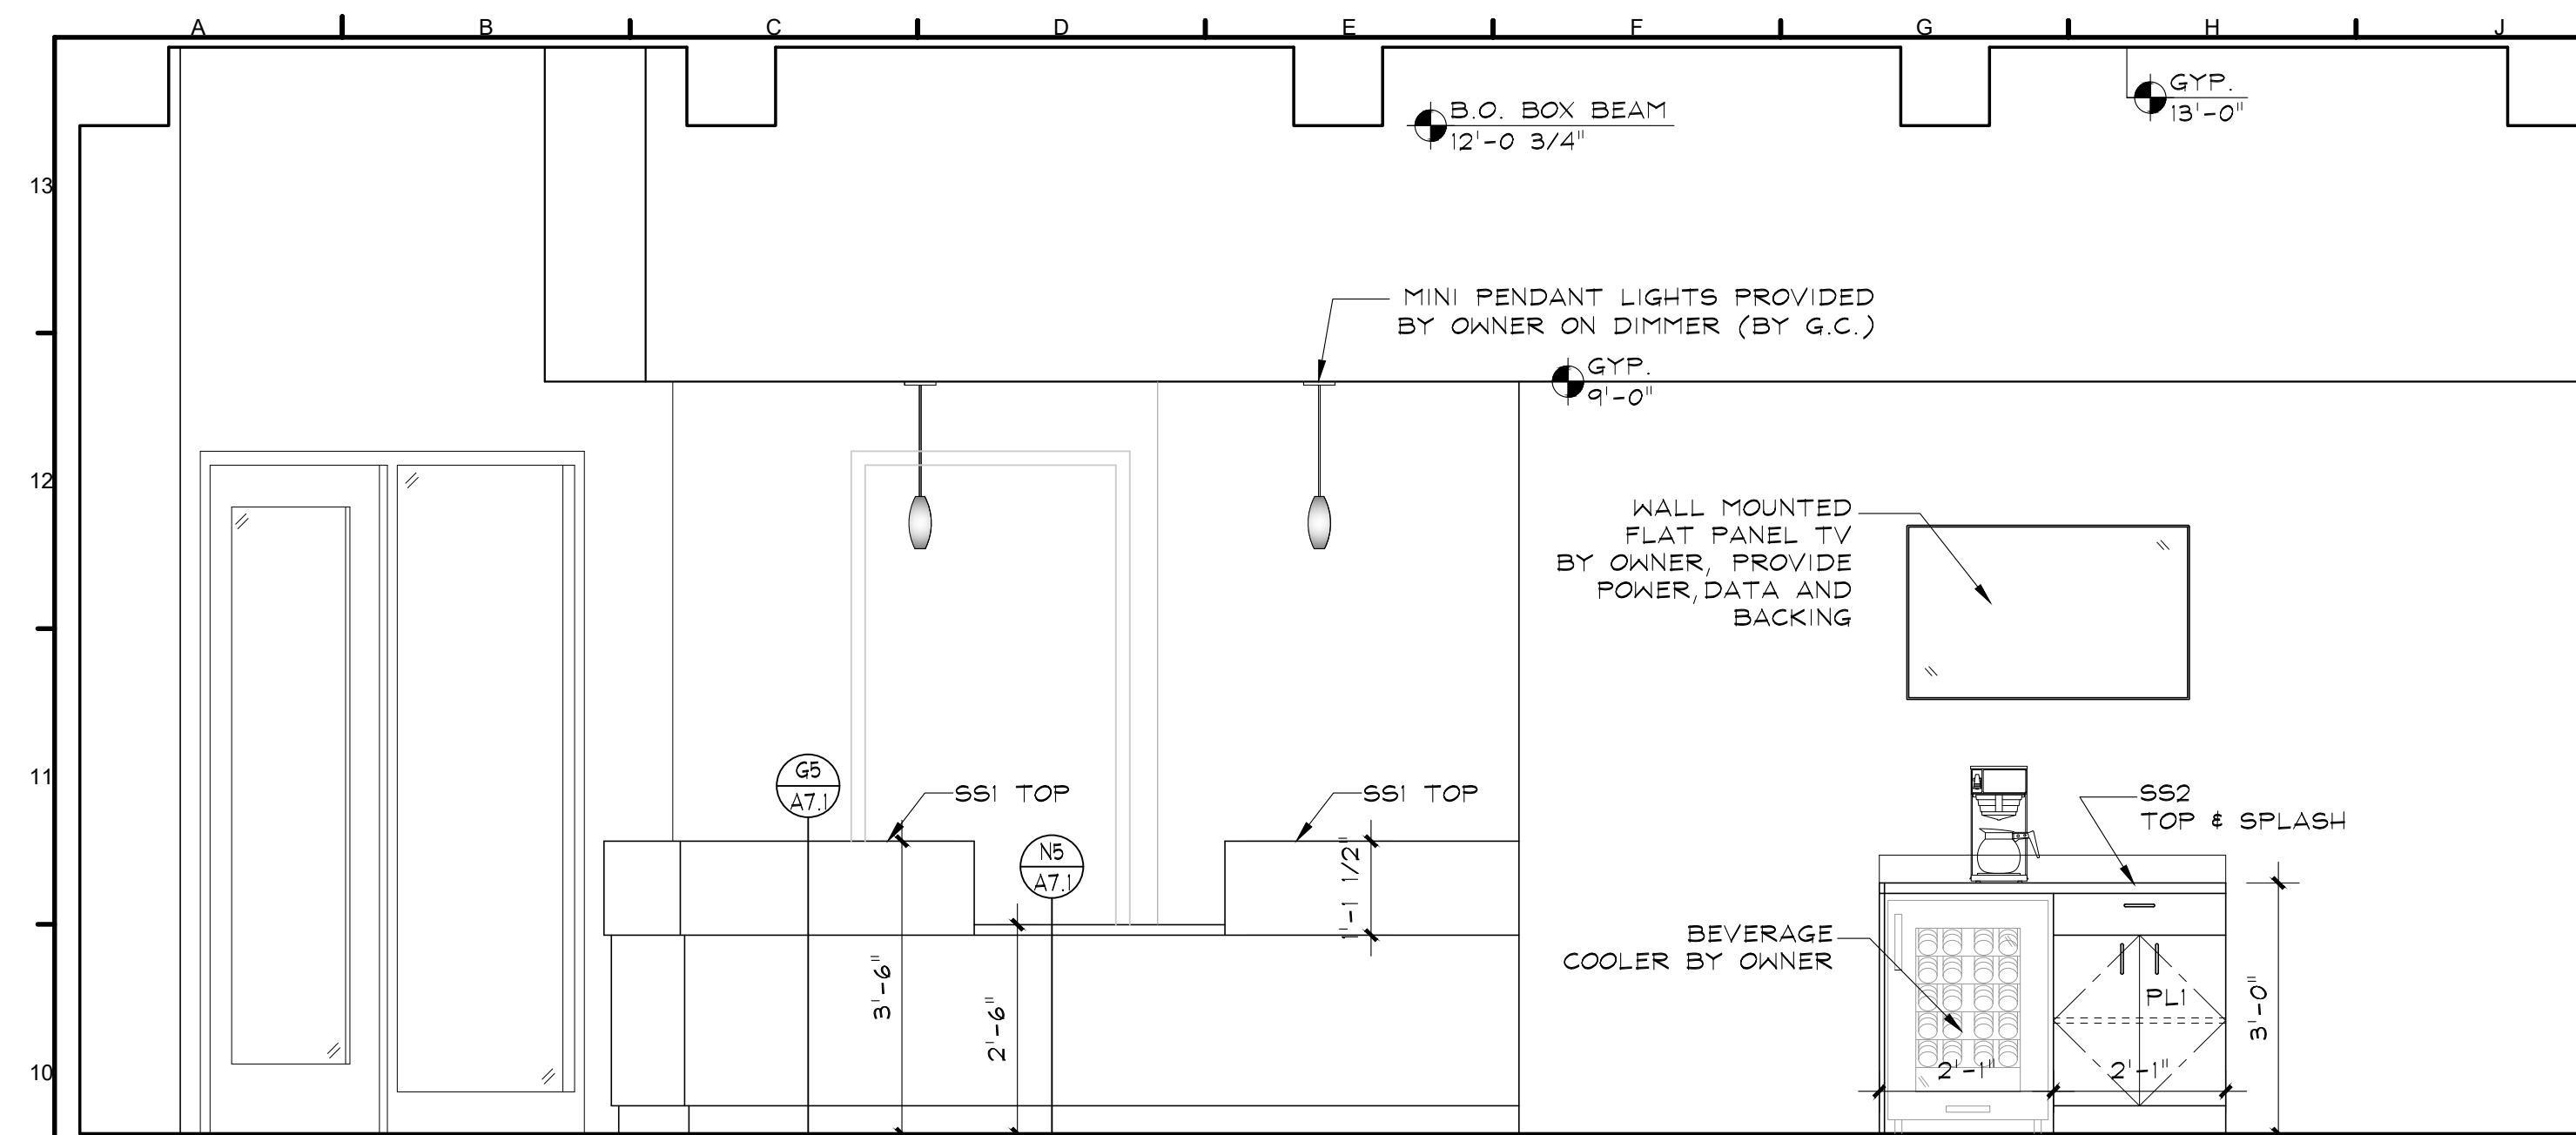 A B C D E F G H J
13
12
11
10
B.O. BOX BEAM
12'-0 3/4"
GYP.
13'-0"
MINI PENDANT LIGHTS PROVIDED
BY OWNER ON DIMMER (BY G.C.)
GYP.
9'-0"
WALL MOUNTED
FLAT PANEL TV
BY OWNER, PROVIDE
POWER,DATA AND
BACKING
G5
A7.1
SS1 TOP
N5
A7.1
SS1 TOP
1'-1 1/2"
3'-6"
2'-6"
SS2
TOP & SPLASH
BEVERAGE
COOLER BY OWNER
PL1
3'-0"
2'-1"
2'-1"